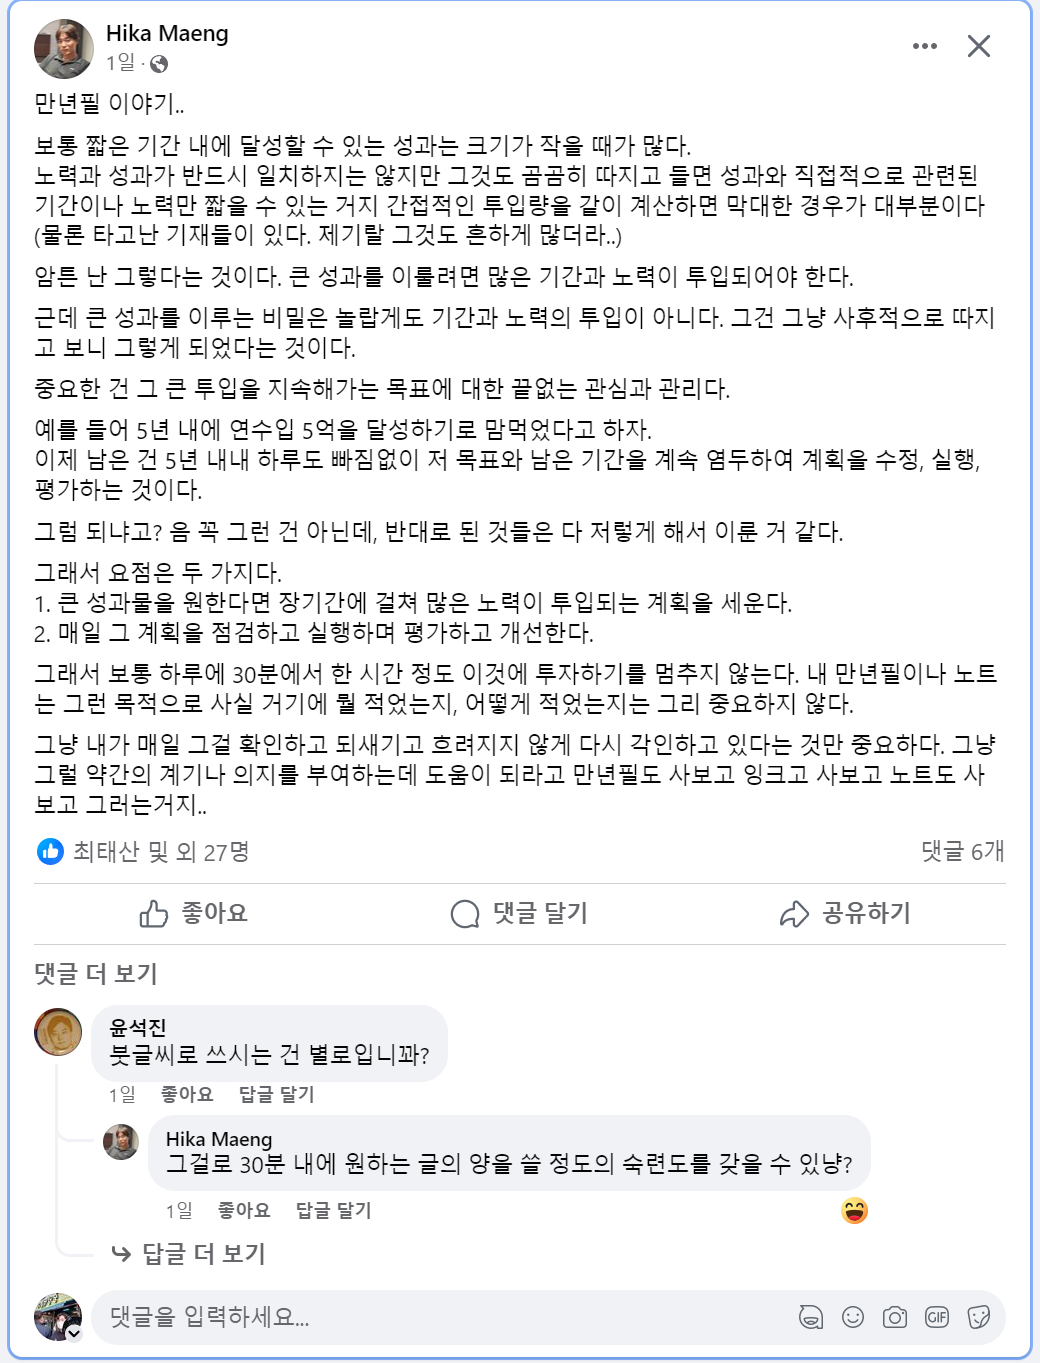 Hika Maeng
1일 ·
만년필 이야기..
보통 짧은 기간 내에 달성할 수 있는 성과는 크기가 작을 때가 많다.
노력과 성과가 반드시 일치하지는 않지만 그것도 곰곰히 따지고 들면 성과와 직접적으로 관련된
기간이나 노력만 짧을 수 있는 거지 간접적인 투입량을 같이 계산하면 막대한 경우가 대부분이다
(물론 타고난 기재들이 있다. 제기랄 그것도 흔하게 많더라..)
암튼 난 그렇다는 것이다. 큰 성과를 이룰려면 많은 기간과 노력이 투입되어야 한다.
근데 큰 성과를 이루는 비밀은 놀랍게도 기간과 노력의 투입이 아니다. 그건 그냥 사후적으로 따지
고 보니 그렇게 되었다는 것이다.
중요한 건 그 큰 투입을 지속해가는 목표에 대한 끝없는 관심과 관리다.
예를 들어 5년 내에 연수입 5억을 달성하기로 맘먹었다고 하자.
이제 남은 건 5년 내내 하루도 빠짐없이 저 목표와 남은 기간을 계속 염두하여 계획을 수정, 실행,
평가하는 것이다.
그럼 되냐고? 음 꼭 그런 건 아닌데, 반대로 된 것들은 다 저렇게 해서 이룬 거 같다.
그래서 요점은 두 가지다.
1. 큰 성과물을 원한다면 장기간에 걸쳐 많은 노력이 투입되는 계획을 세운다.
2. 매일 그 계획을 점검하고 실행하며 평가하고 개선한다.
그래서 보통 하루에 30분에서 한 시간 정도 이것에 투자하기를 멈추지 않는다. 내 만년필이나 노트
는 그런 목적으로 사실 거기에 뭘 적었는지, 어떻게 적었는지는 그리 중요하지 않다.
그냥 내가 매일 그걸 확인하고 되새기고 흐려지지 않게 다시 각인하고 있다는 것만 중요하다. 그냥
그럴 약간의 계기나 의지를 부여하는데 도움이 되라고 만년필도 사보고 잉크고 사보고 노트도 사
보고 그러는거지..
최태산 및 외 27명
댓글 6개
좋아요
댓글 달기
공유하기
댓글 더 보기
윤석진
붓글씨로 쓰시는 건 별로입니꽈?
1일 좋아요 답글 달기
Hika Maeng
그걸로 30분 내에 원하는 글의 양을 쓸 정도의 숙련도를 갖을 수 있냥?
1일 좋아요 답글 달기
답글 더 보기
댓글을 입력하세요...
GIF